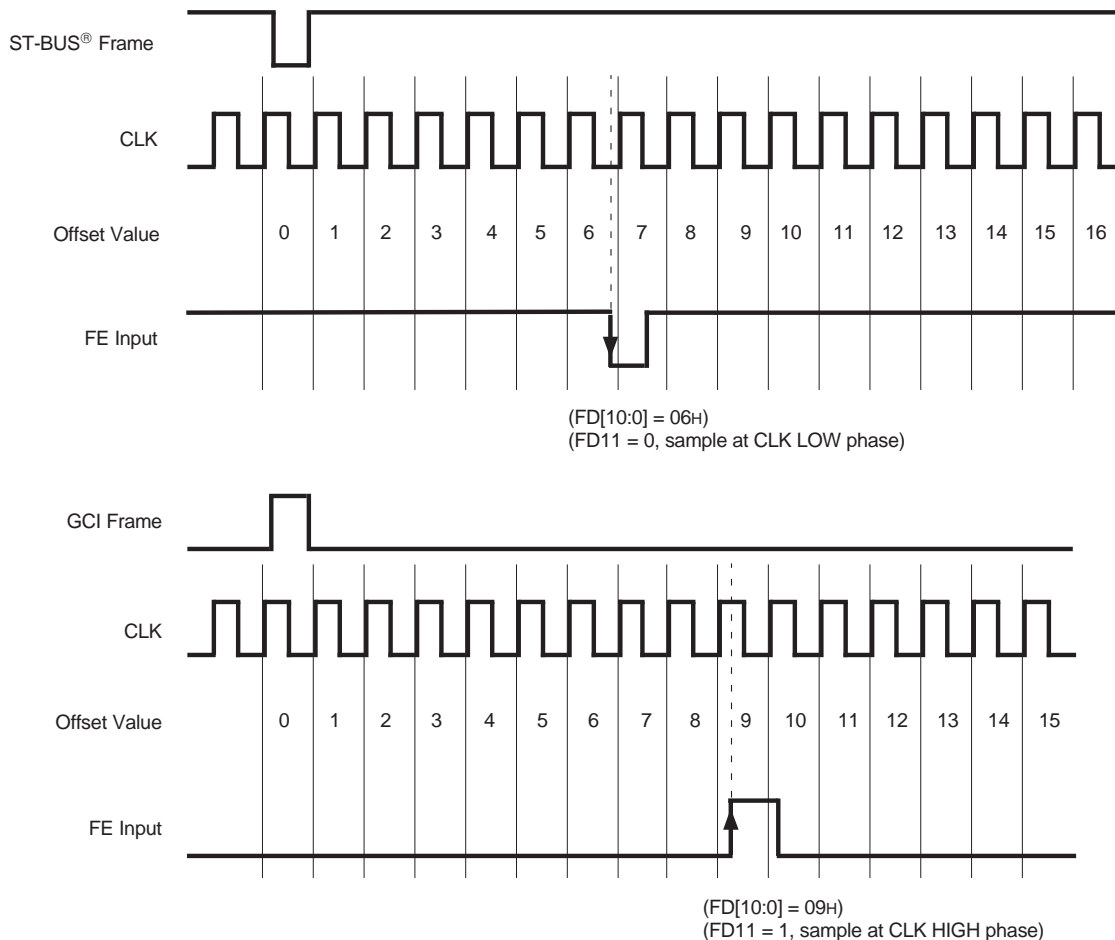 ST-BUS® Frame
CLK
Offset Value 0 1 2 3 4 5 6 7 8 9 10 11 12 13 14 15 16
FE Input
(FD[10:0] = 06H)
(FD11 = 0, sample at CLK LOW phase)
GCI Frame
CLK
Offset Value 0 1 2 3 4 5 6 7 8 9 10 11 12 13 14 15
FE Input
(FD[10:0] = 09H)
(FD11 = 1, sample at CLK HIGH phase)